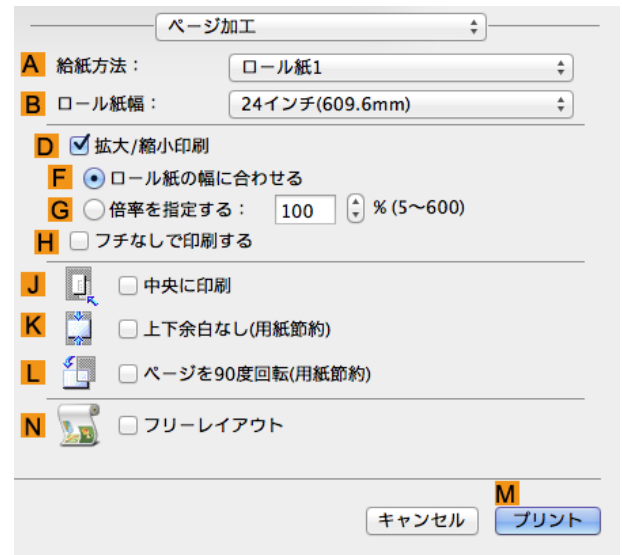 ページ加工
A 給紙方法： ロール紙1
B ロール紙幅： 24インチ(609.6mm)
D 拡大/縮小印刷
F ロール紙の幅に合わせる
G 倍率を指定する： 100 % (5〜600)
H フチなしで印刷する
J 中央に印刷
K 上下余白なし(用紙節約)
L ページを90度回転(用紙節約)
N フリーレイアウト
M
キャンセル プリント